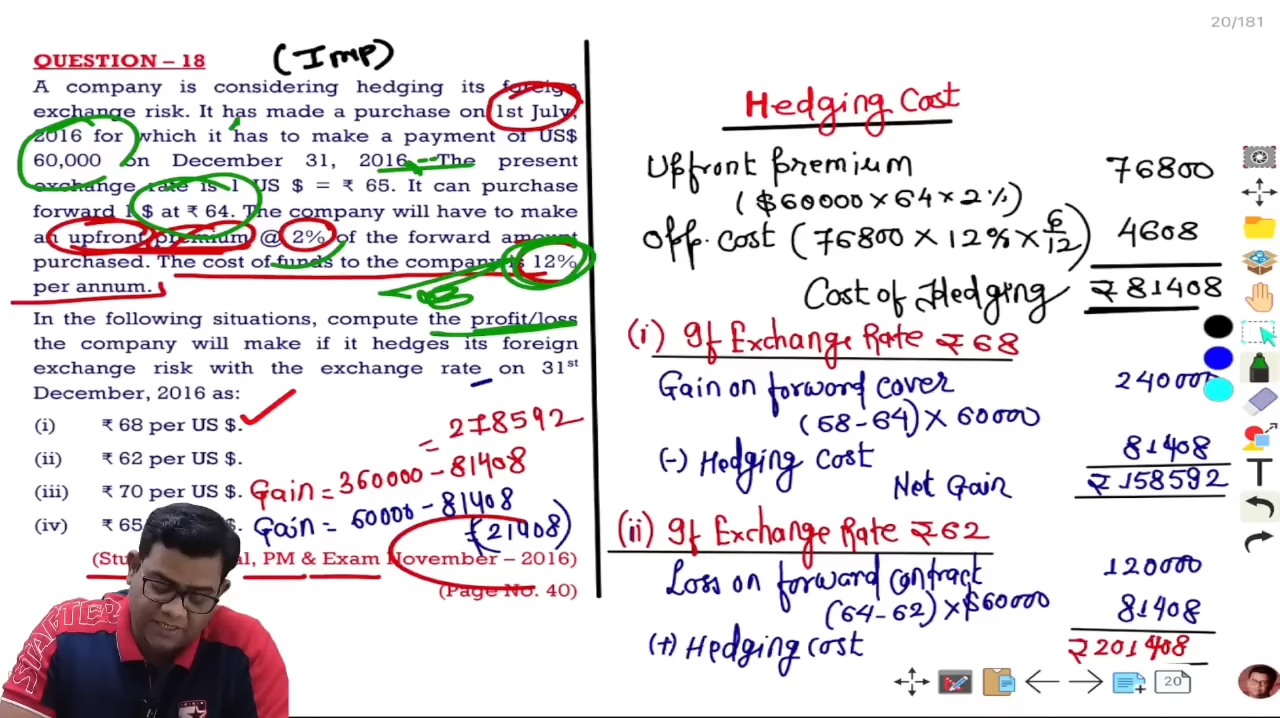 20/181
QUESTION – 18 (Imp)
A company is considering hedging its foreign
exchange risk. It has made a purchase on 1st July,
2016 for which it has to make a payment of US$
60,000 on December 31, 2016. The present
exchange rate is 1 US $ = ₹ 65. It can purchase
forward 1 $ at ₹ 64. The company will have to make
an upfront premium @ 2% of the forward amount
purchased. The cost of funds to the company is 12%
per annum.
In the following situations, compute the profit/loss
the company will make if it hedges its foreign
exchange risk with the exchange rate on 31st
December, 2016 as:
(i) ₹ 68 per US $.
(ii) ₹ 62 per US $.
(iii) ₹ 70 per US $.
(iv) ₹ 65 $.
= 278592
Gain = 360000 – 81408
Gain = 60000 – 81408
= (21408)
PM & Exam November – 2016)
(Page No. 40)
STARTER
Hedging Cost
Upfront premium 76800
($60000 × 64 × 2%)
Opp. Cost (76800 × 12% × 6/12) 4608
Cost of Hedging ₹81408
(i) If Exchange Rate ₹68
Gain on forward cover 240000
(68–64) × 60000
(-) Hedging Cost 81408
Net Gain ₹158592
(ii) If Exchange Rate ₹62
Loss on forward contract 120000
(64–62) × $60000
(+) Hedging cost 81408
₹201408
20